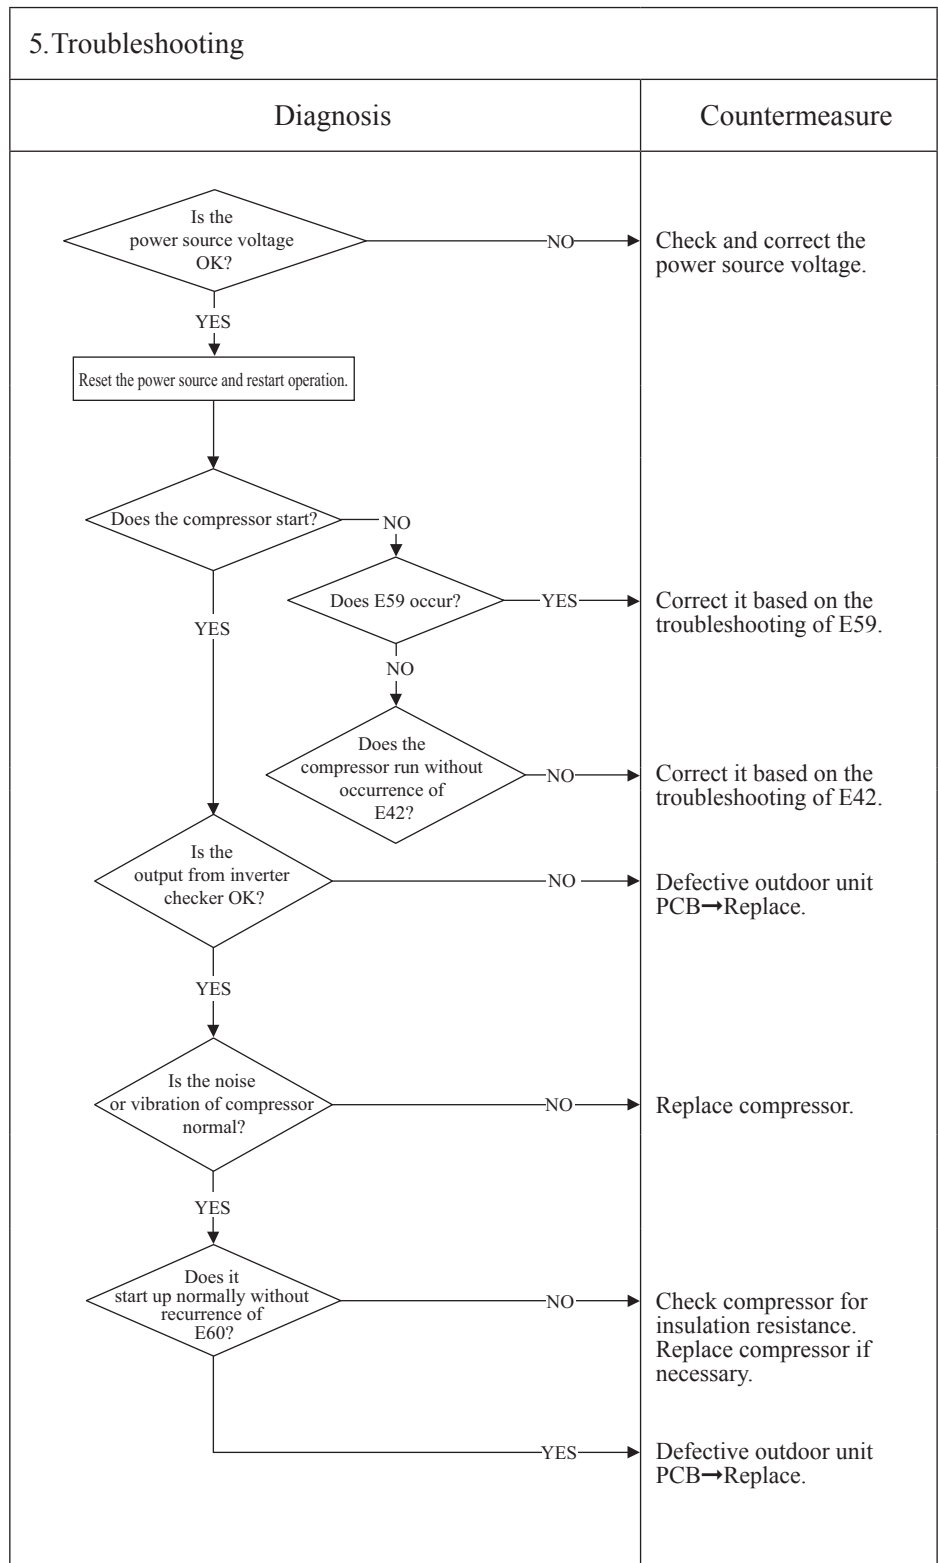 5.Troubleshooting
Diagnosis
Countermeasure
Is the
power source voltage
OK?
NO
Check and correct the
power source voltage.
YES
Reset the power source and restart operation.
Does the compressor start?
NO
Does E59 occur?
YES
Correct it based on the
troubleshooting of E59.
YES
NO
Does the
compressor run without
occurrence of
E42?
NO
Correct it based on the
troubleshooting of E42.
Is the
output from inverter
checker OK?
NO
Defective outdoor unit
PCB→Replace.
YES
Is the noise
or vibration of compressor
normal?
NO
Replace compressor.
YES
Does it
start up normally without
recurrence of
E60?
NO
Check compressor for
insulation resistance.
Replace compressor if
necessary.
YES
Defective outdoor unit
PCB→Replace.